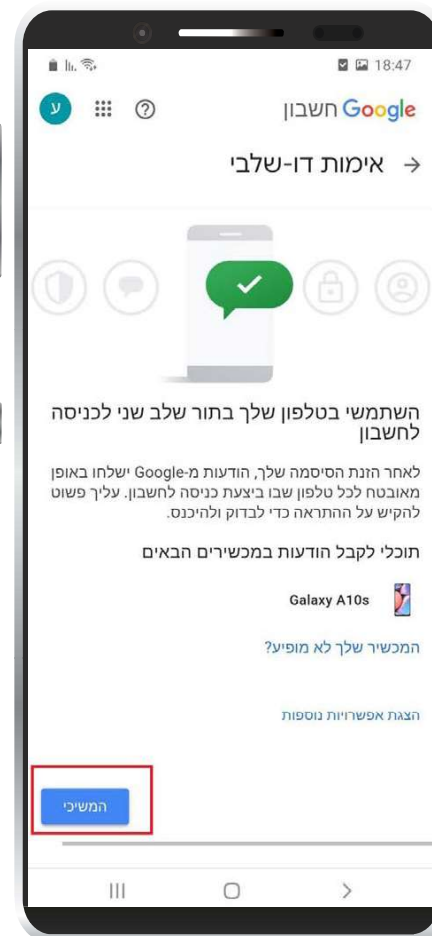 18:47
חשבון Google
ע
אימות דו-שלבי
השתמשי בטלפון שלך בתור שלב שני לכניסה
לחשבון
לאחר הזנת הסיסמה שלך, הודעות מ-Google ישלחו באופן
מאובטח לכל טלפון שבו ביצעת כניסה לחשבון. עליך פשוט
להקיש על ההתראה כדי לבדוק ולהיכנס.
תוכלי לקבל הודעות במכשירים הבאים
Galaxy A10s
המכשיר שלך לא מופיע?
הצגת אפשרויות נוספות
המשיכי